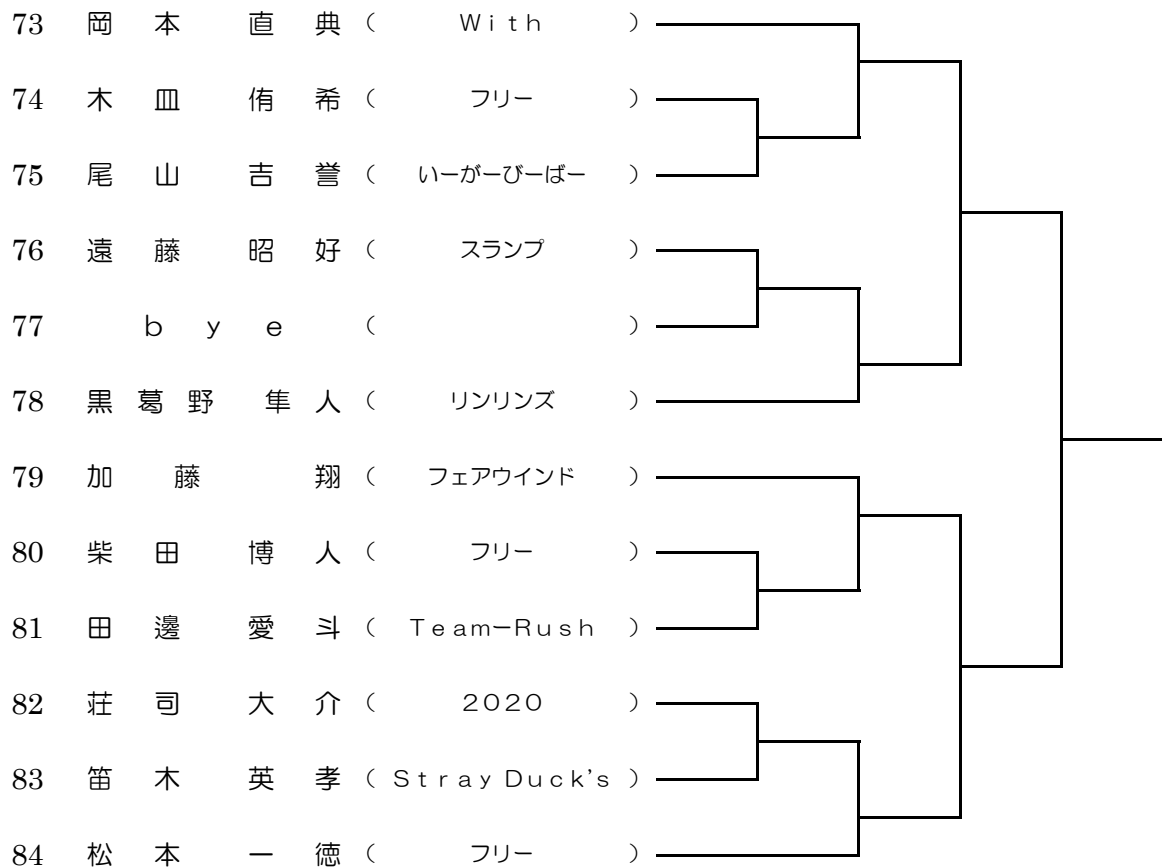 73 岡本 直典 ( With )
74 木皿 侑希 ( フリー )
75 尾山 吉誉 ( いーがーびーばー )
76 遠藤 昭好 ( スランプ )
77 bye ( )
78 黒葛野 隼人 ( リンリンズ )
79 加藤 翔 ( フェアウインド )
80 柴田 博人 ( フリー )
81 田邊 愛斗 ( Team-Rush )
82 荘司 大介 ( 2020 )
83 笛木 英孝 ( Stray Duck's )
84 松本 一徳 ( フリー )